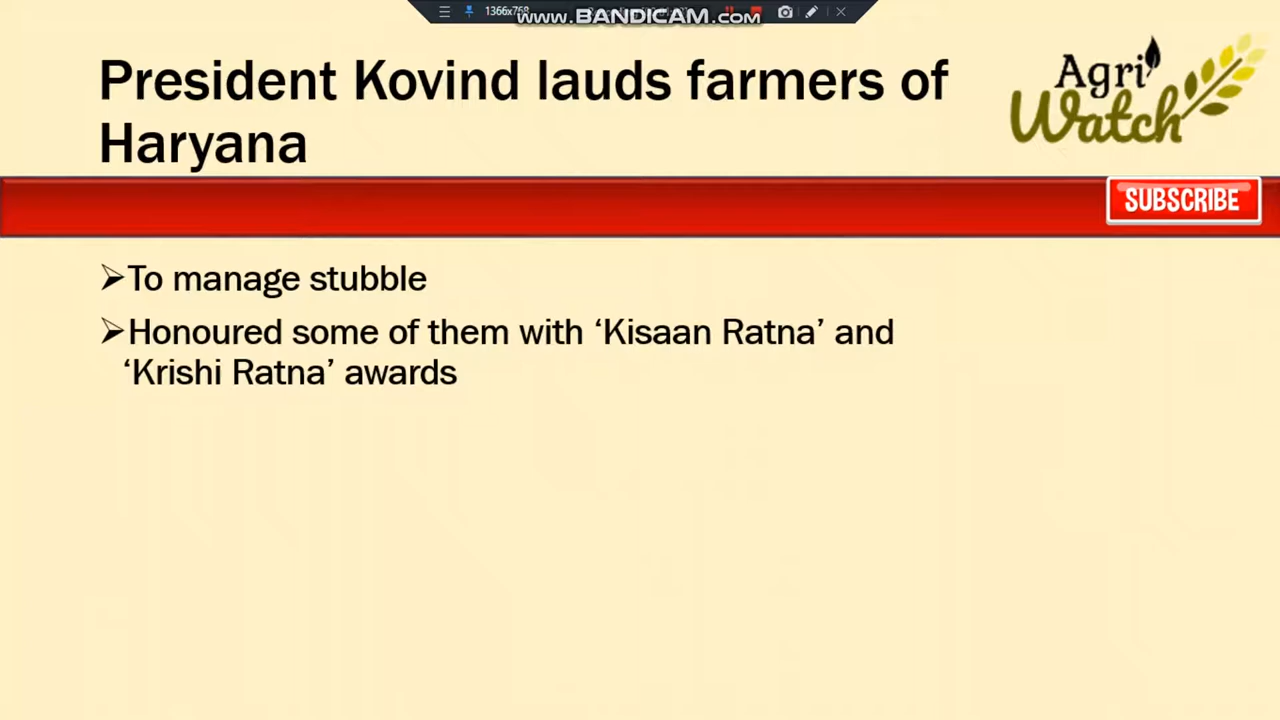 1366x768
www.BANDICAM.com
President Kovind lauds farmers of
Haryana
Agri
Watch
SUBSCRIBE
➢To manage stubble
➢Honoured some of them with ‘Kisaan Ratna’ and
‘Krishi Ratna’ awards